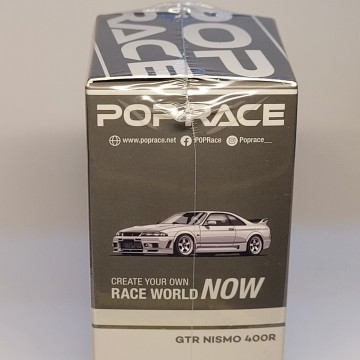 POP
RACE
POPRACE
www.poprace.net POPRace Poprace__
CREATE YOUR OWN
RACE WORLD NOW
GTR NISMO 400R